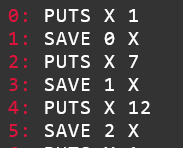 0: PUTS X 1
1: SAVE 0 X
2: PUTS X 7
3: SAVE 1 X
4: PUTS X 12
5: SAVE 2 X